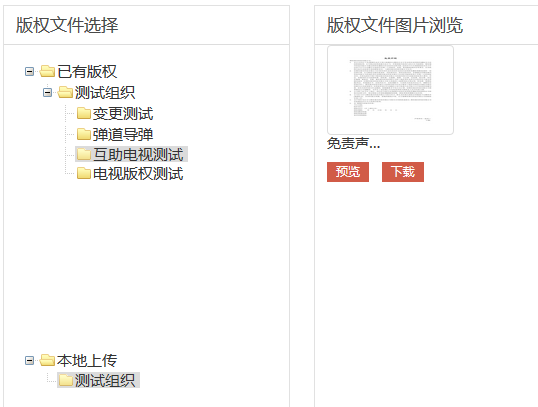 版权文件选择
已有版权
测试组织
变更测试
弹道导弹
互助电视测试
电视版权测试
本地上传
测试组织
版权文件图片浏览
免责声...
预览
下载